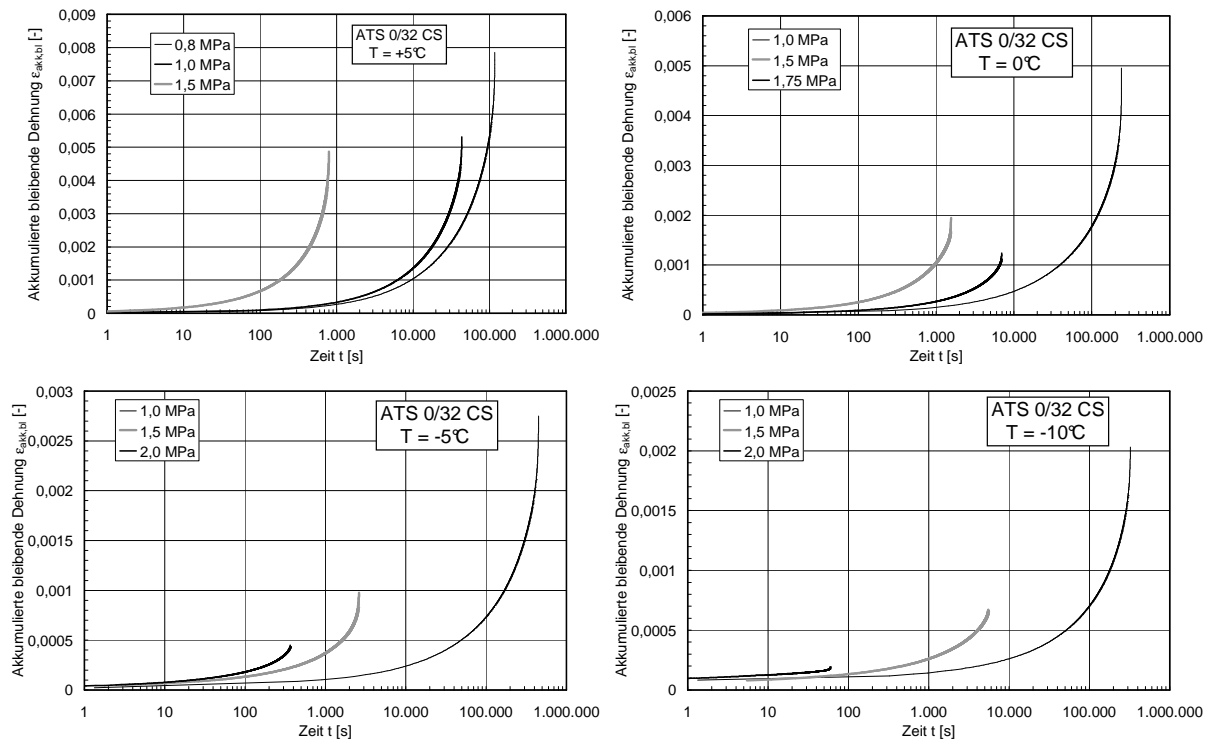 Akkumulierte bleibende Dehnung εakk,bl [-]
0,009
0,008
0,007
0,006
0,005
0,004
0,003
0,002
0,001
0
0,8 MPa
1,0 MPa
1,5 MPa
ATS 0/32 CS
T = +5°C
1 10 100 1.000 10.000 100.000 1.000.000
Zeit t [s]
Akkumulierte bleibende Dehnung εakk,bl [-]
0,006
0,005
0,004
0,003
0,002
0,001
0
1,0 MPa
1,5 MPa
1,75 MPa
ATS 0/32 CS
T = 0°C
1 10 100 1.000 10.000 100.000 1.000.000
Zeit t [s]
Akkumulierte bleibende Dehnung εakk,bl [-]
0,003
0,0025
0,002
0,0015
0,001
0,0005
0
1,0 MPa
1,5 MPa
2,0 MPa
ATS 0/32 CS
T = -5°C
1 10 100 1.000 10.000 100.000 1.000.000
Zeit t [s]
Akkumulierte bleibende Dehnung εakk,bl [-]
0,0025
0,002
0,0015
0,001
0,0005
0
1,0 MPa
1,5 MPa
2,0 MPa
ATS 0/32 CS
T = -10°C
1 10 100 1.000 10.000 100.000 1.000.000
Zeit t [s]